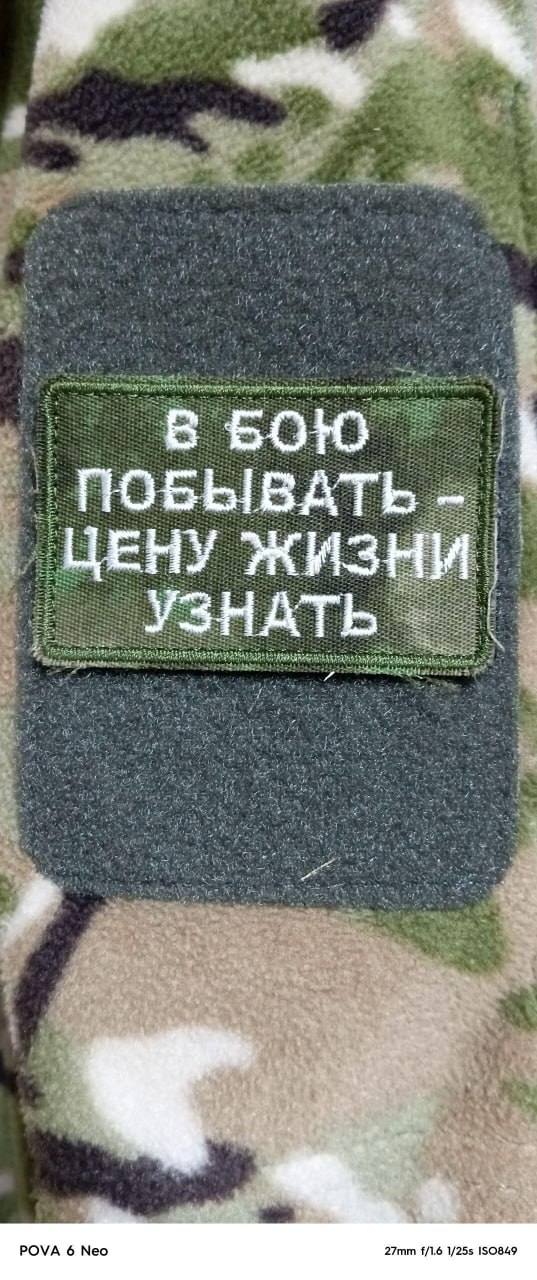 В БОЮ
ПОБЫВАТЬ -
ЦЕНУ ЖИЗНИ
УЗНАТЬ
POVA 6 Neo
27mm f/1.6 1/25s ISO849